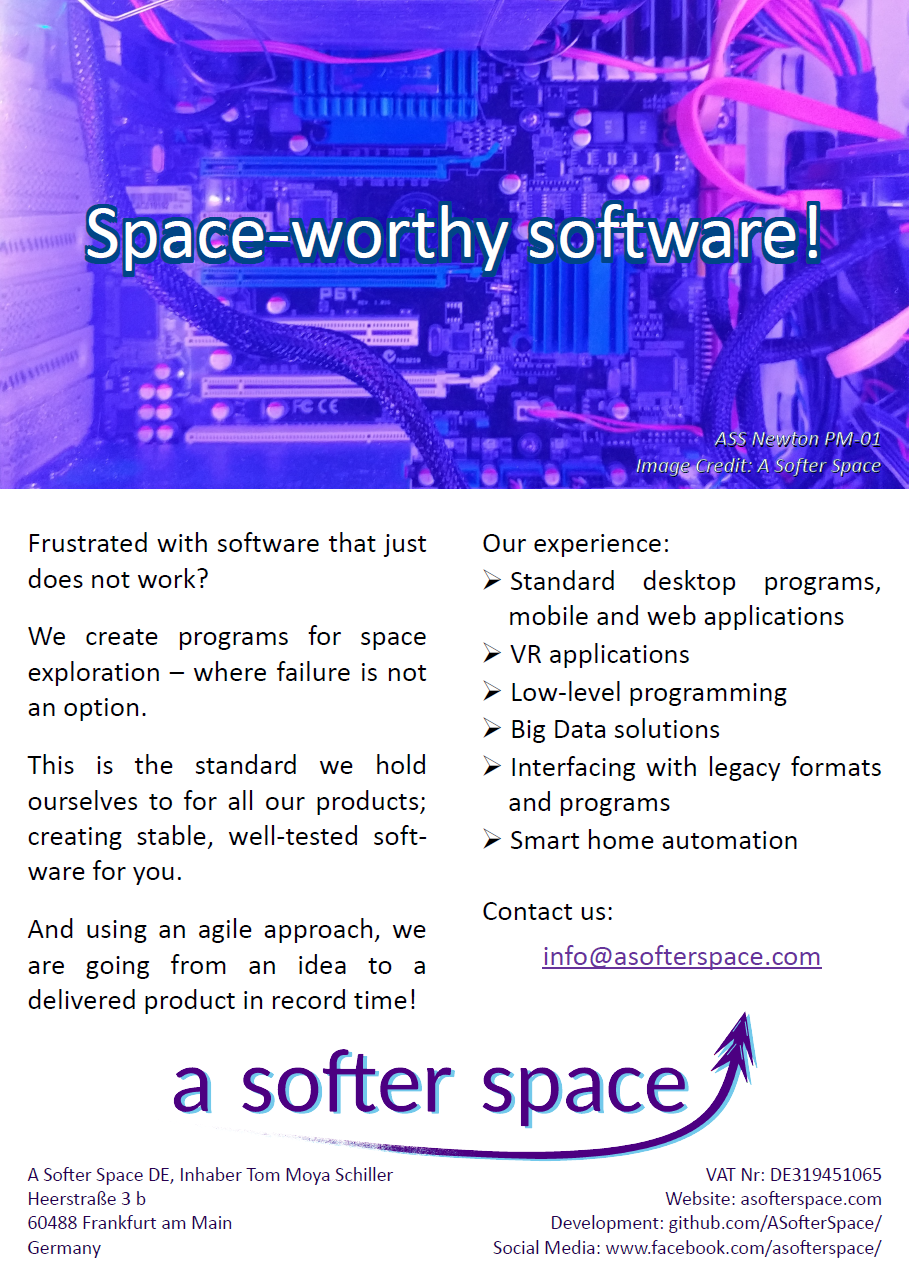 Space-worthy software!
P6T
FC CE
ASS Newton PM-01
Image Credit: A Softer Space
Frustrated with software that just
does not work?
We create programs for space
exploration – where failure is not
an option.
This is the standard we hold
ourselves to for all our products;
creating stable, well-tested soft-
ware for you.
And using an agile approach, we
are going from an idea to a
delivered product in record time!
Our experience:
➢ Standard desktop programs,
mobile and web applications
➢ VR applications
➢ Low-level programming
➢ Big Data solutions
➢ Interfacing with legacy formats
and programs
➢ Smart home automation
Contact us:
info@asofterspace.com
a softer space
A Softer Space DE, Inhaber Tom Moya Schiller
Heerstraße 3 b
60488 Frankfurt am Main
Germany
VAT Nr: DE319451065
Website: asofterspace.com
Development: github.com/ASofterSpace/
Social Media: www.facebook.com/asofterspace/